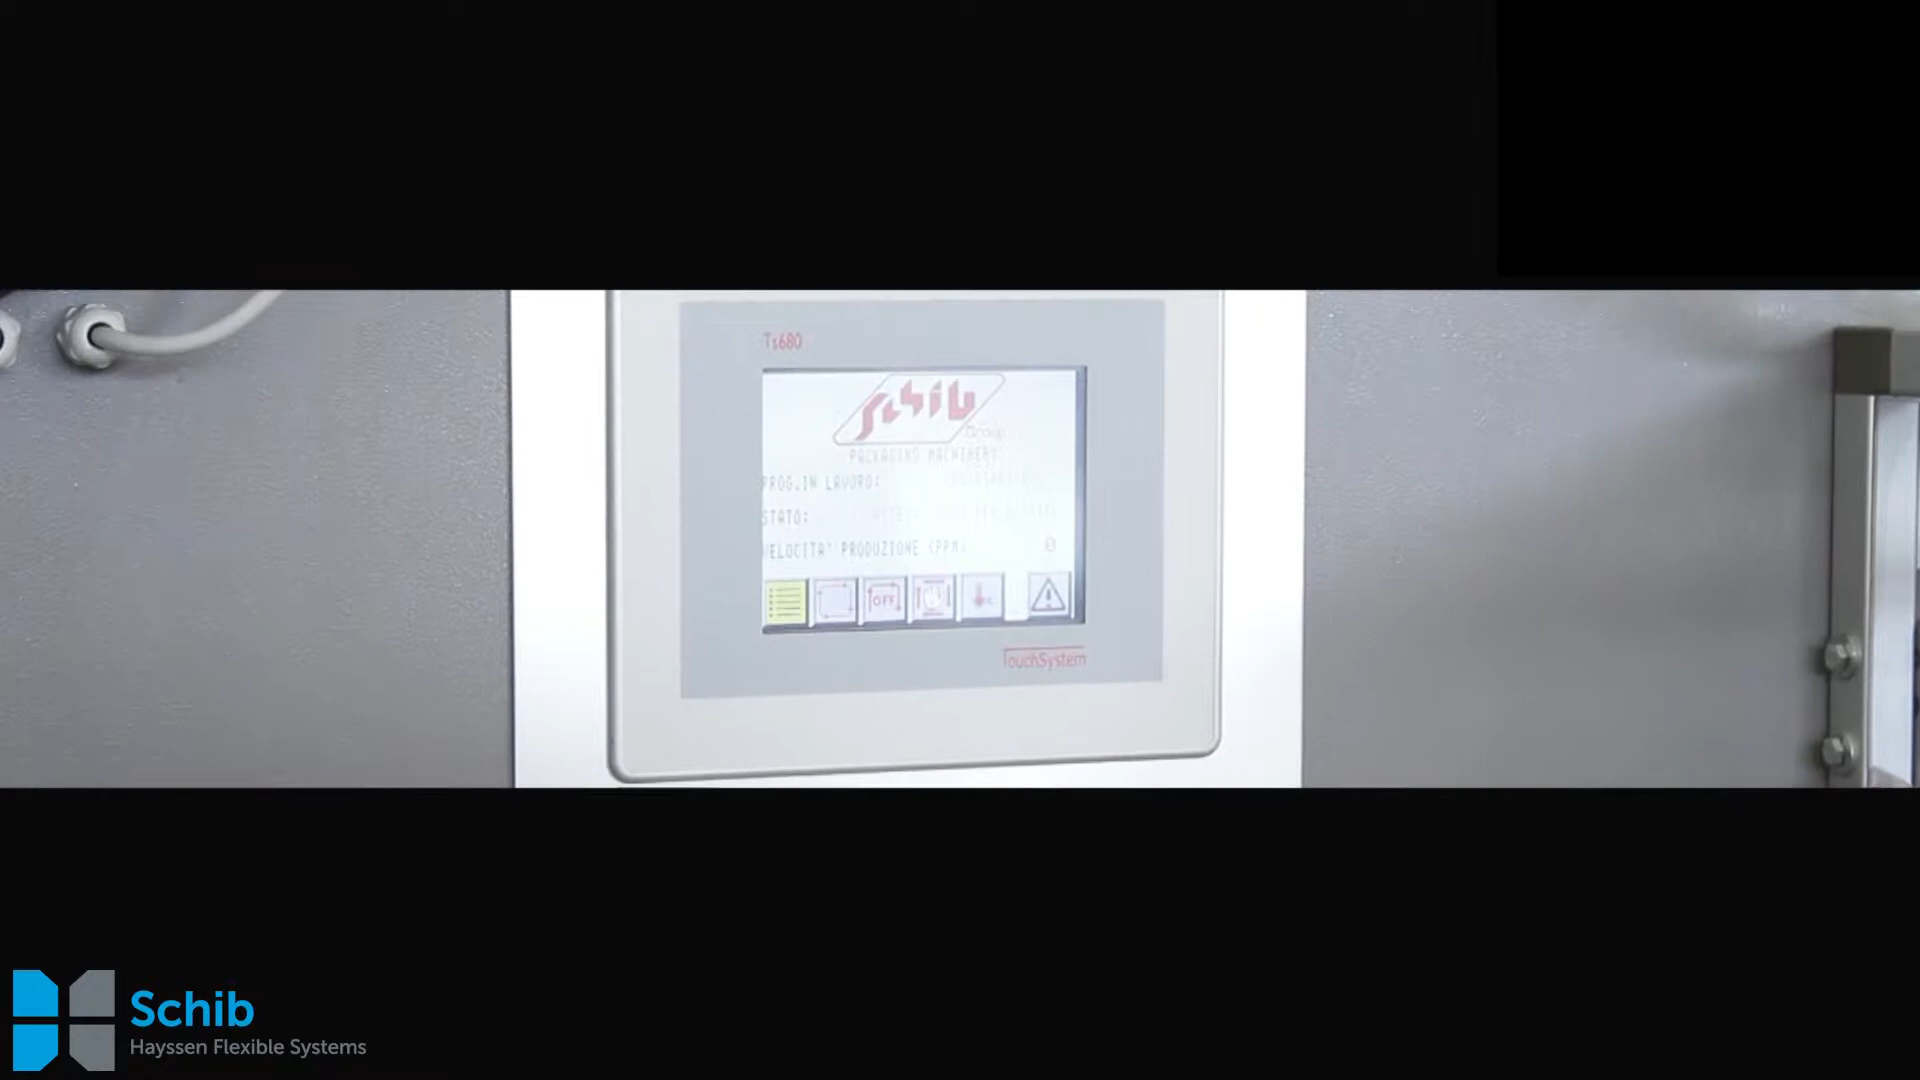 Ts680
Schib
Group
PACKAGING MACHINERY
PROG.IN LAVORO:
STATO:
VELOCITA' PRODUZIONE (PPM) 0
OFF
°C
TouchSystem
Schib
Hayssen Flexible Systems